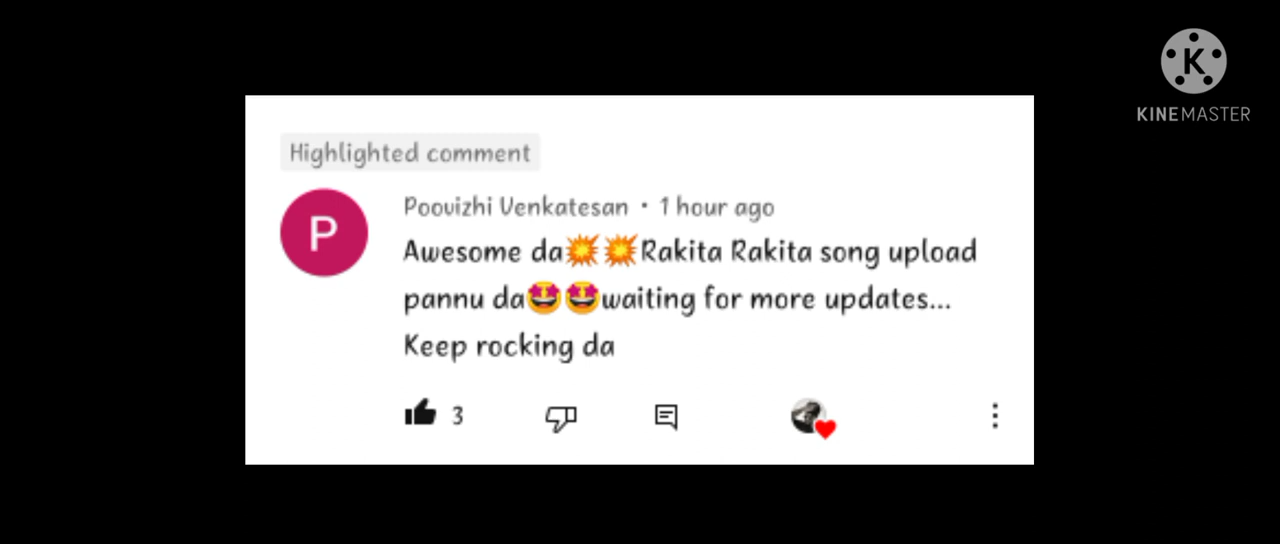 K
KINEMASTER
Highlighted comment
P
Poovizhi Venkatesan · 1 hour ago
Awesome da💥💥Rakita Rakita song upload
pannu da🤩🤩waiting for more updates...
Keep rocking da
3